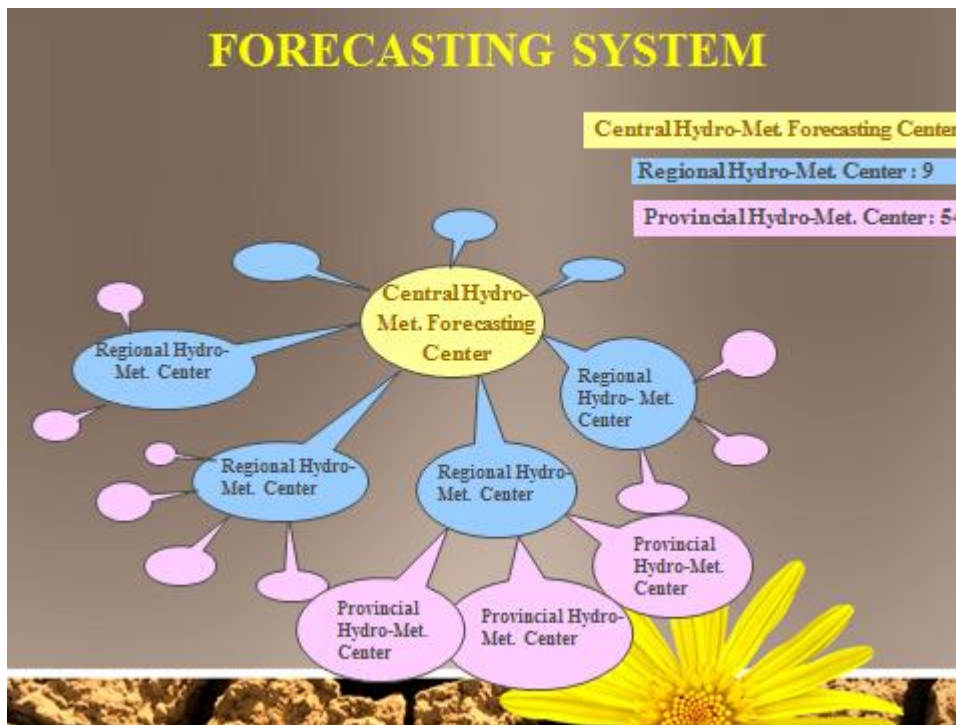 FORECASTING SYSTEM
Central Hydro-Met. Forecasting Center
Regional Hydro-Met. Center : 9
Provincial Hydro-Met. Center : 54
Central Hydro-
Met. Forecasting
Center
Regional Hydro-
Met. Center
Regional
Hydro- Met.
Center
Regional Hydro-
Met. Center
Regional Hydro-
Met. Center
Provincial
Hydro-Met.
Center
Provincial
Hydro-Met.
Center
Provincial Hydro-
Met. Center